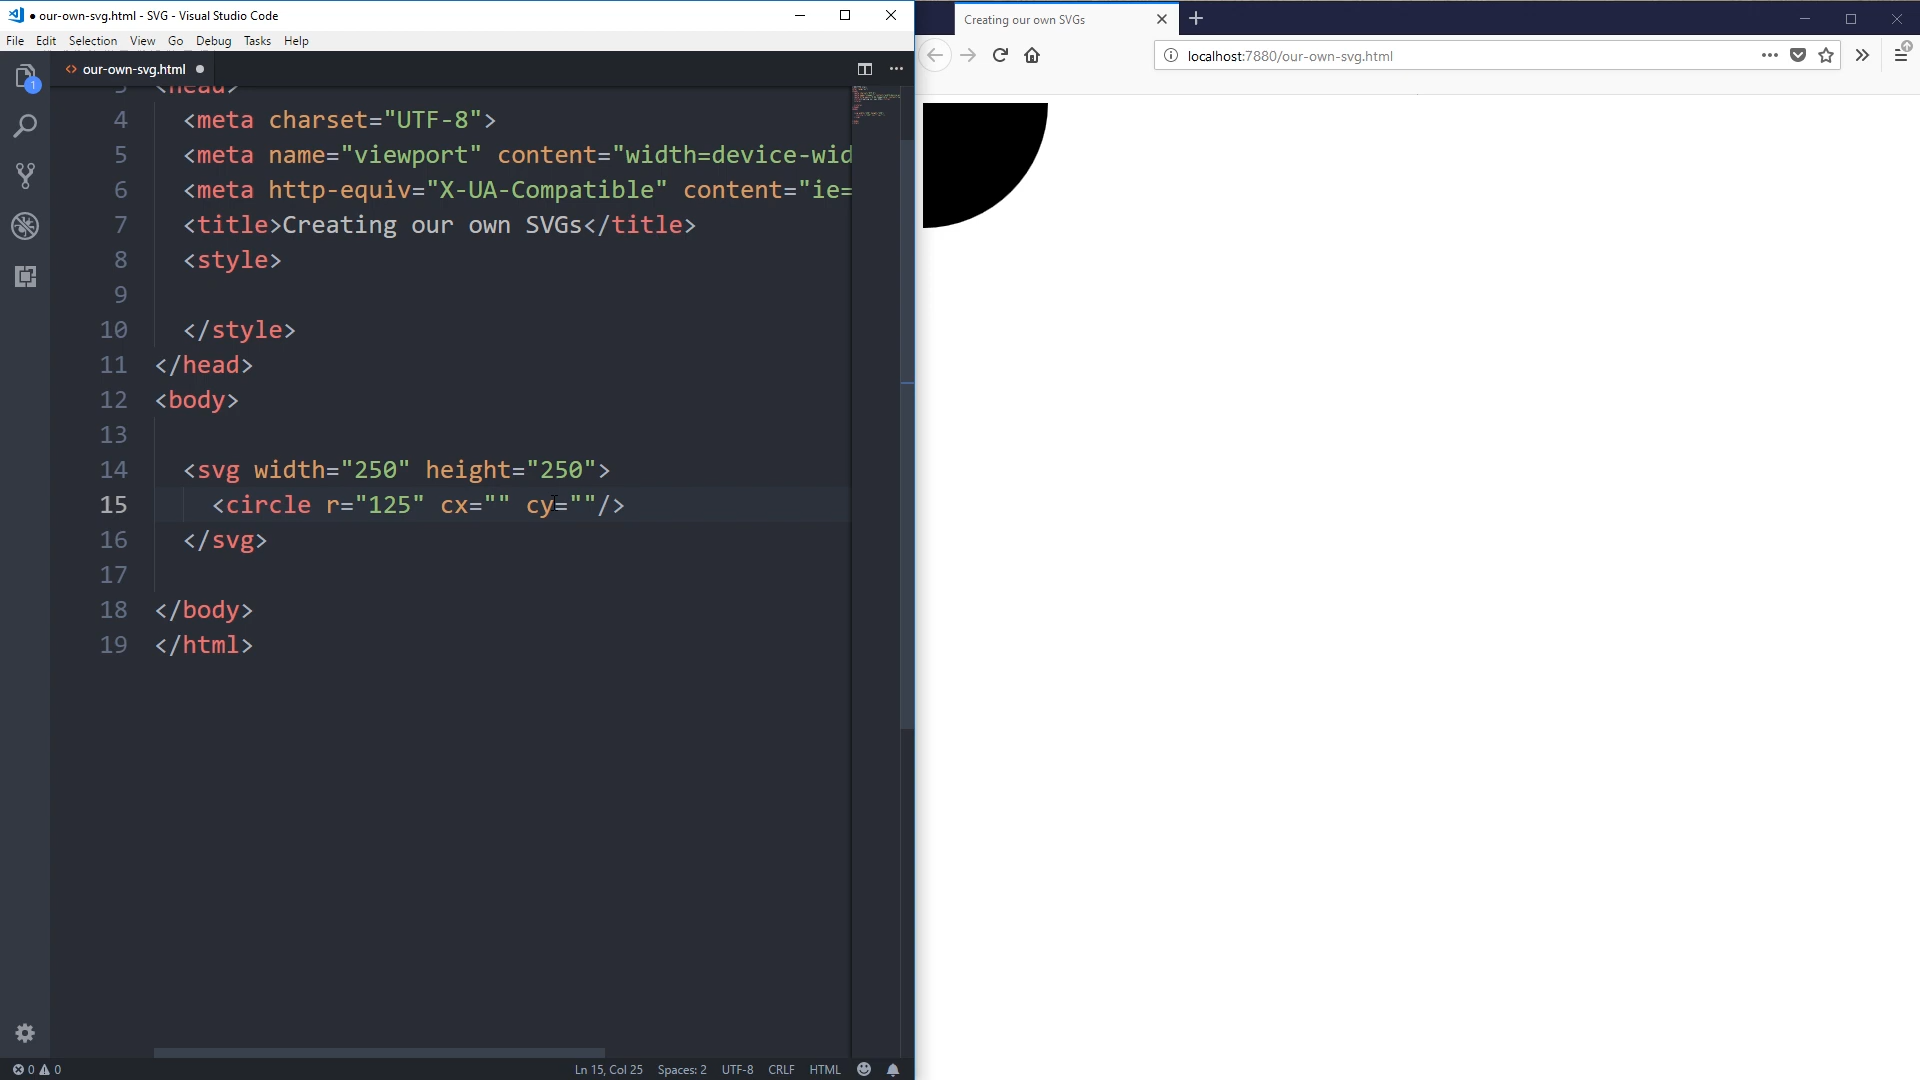 ● our-own-svg.html - SVG - Visual Studio Code
File Edit Selection View Go Debug Tasks Help
1
<> our-own-svg.html ●
3 <head>
4 <meta charset="UTF-8">
5 <meta name="viewport" content="width=device-wid
6 <meta http-equiv="X-UA-Compatible" content="ie=
7 <title>Creating our own SVGs</title>
8 <style>
9
10 </style>
11 </head>
12 <body>
13
14 <svg width="250" height="250">
15 <circle r="125" cx="" cy=""/>
16 </svg>
17
18 </body>
19 </html>
0 0 Ln 15, Col 25 Spaces: 2 UTF-8 CRLF HTML
Creating our own SVGs
localhost:7880/our-own-svg.html